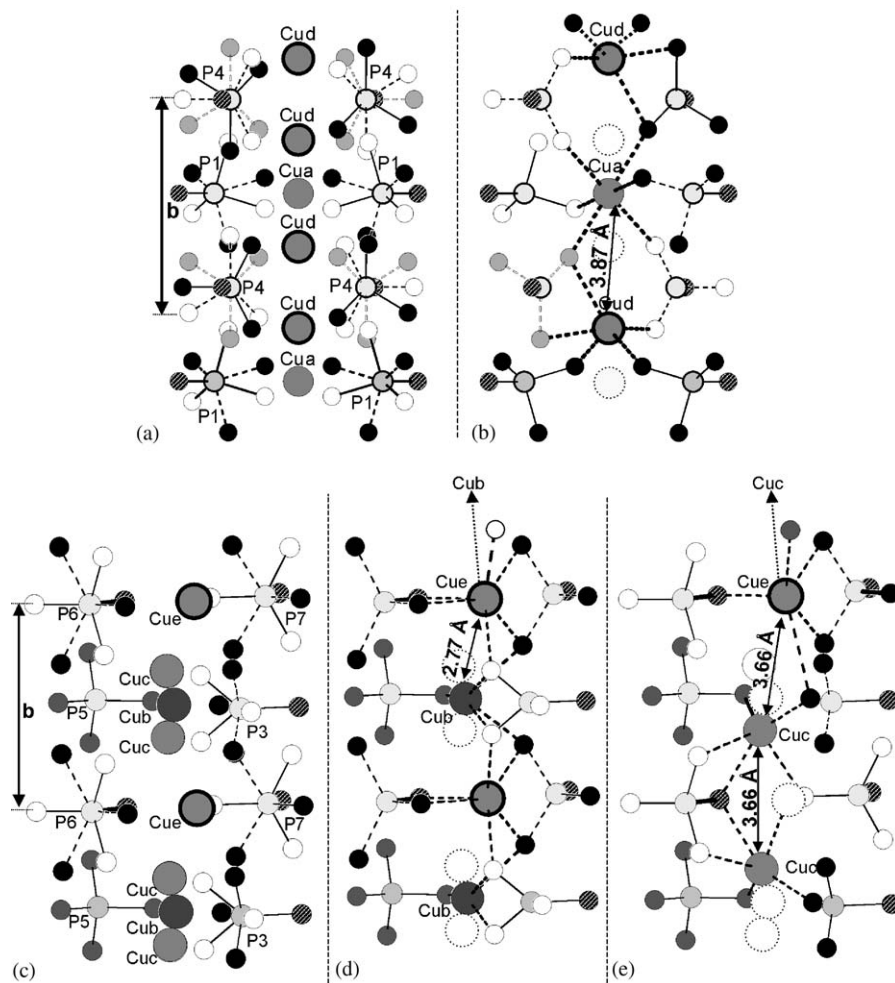 Cud
P4
P4
Cud
b
P1
Cua
P1
Cud
P4
P4
Cud
Cua
P1
P1
(a)
Cud
Cua
3.87 Å
Cud
(b)
P6
Cue
P7
b
Cuc
P5
Cub
P3
Cuc
P6
Cue
P7
Cuc
P5
Cub
P3
Cuc
(c)
Cub
Cue
2.77 Å
Cub
Cub
(d)
Cuc
Cue
3.66 Å
Cuc
3.66 Å
Cuc
(e)